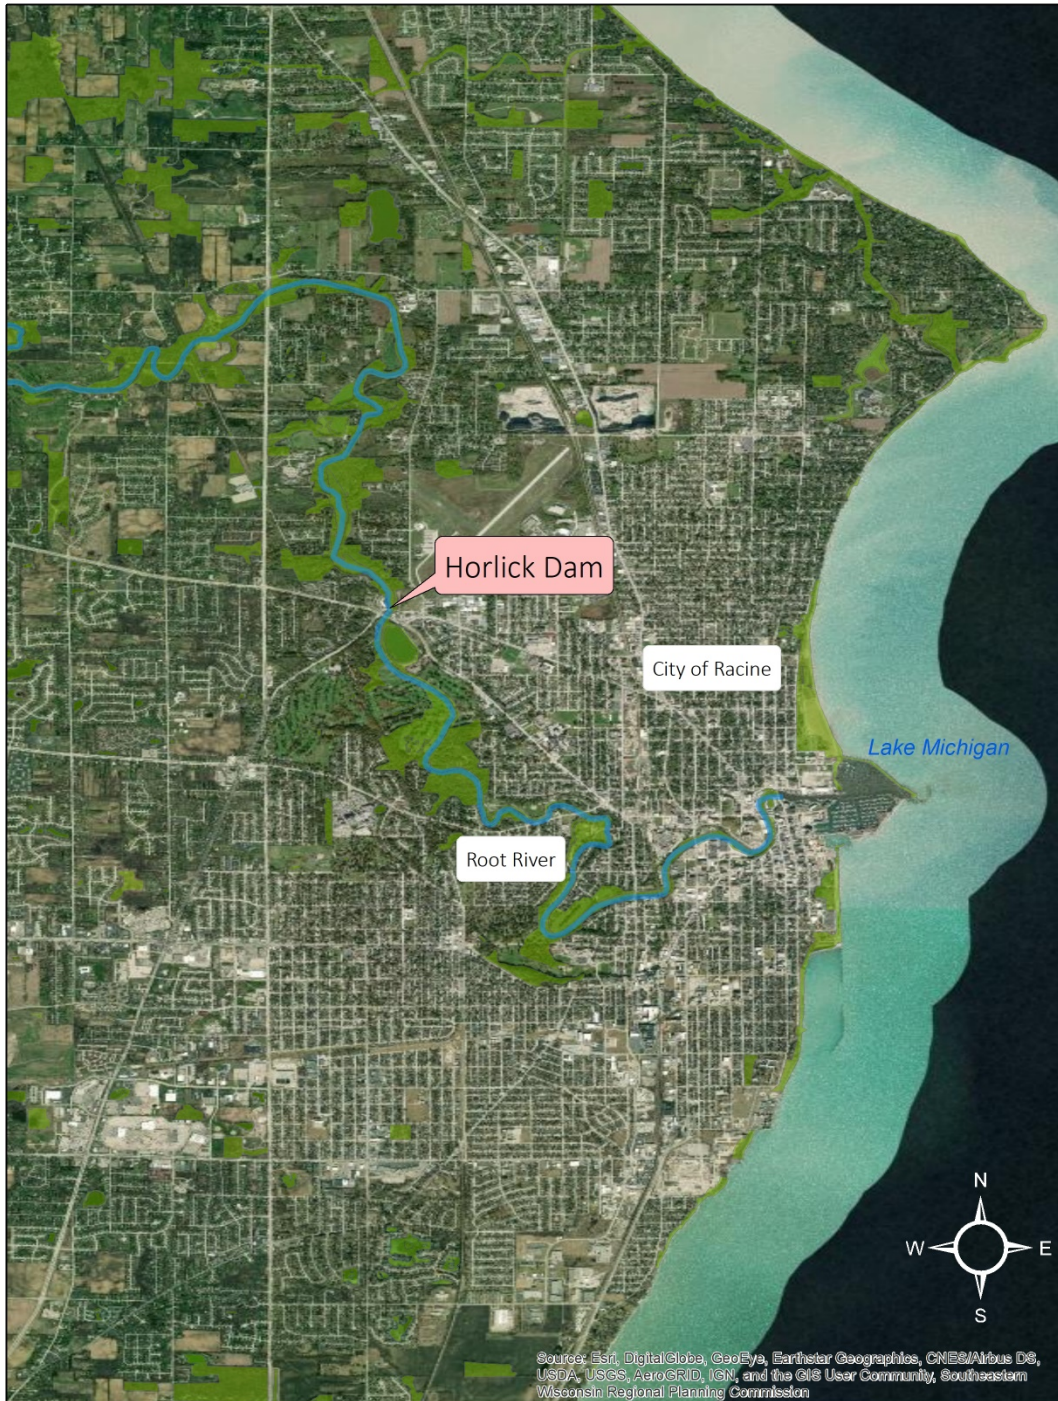 Horlick Dam
City of Racine
Lake Michigan
Root River
N
W
E
S
Source: Esri, DigitalGlobe, GeoEye, Earthstar Geographics, CNES/Airbus DS,
USDA, USGS, AeroGRID, IGN, and the GIS User Community, Southeastern
Wisconsin Regional Planning Commission